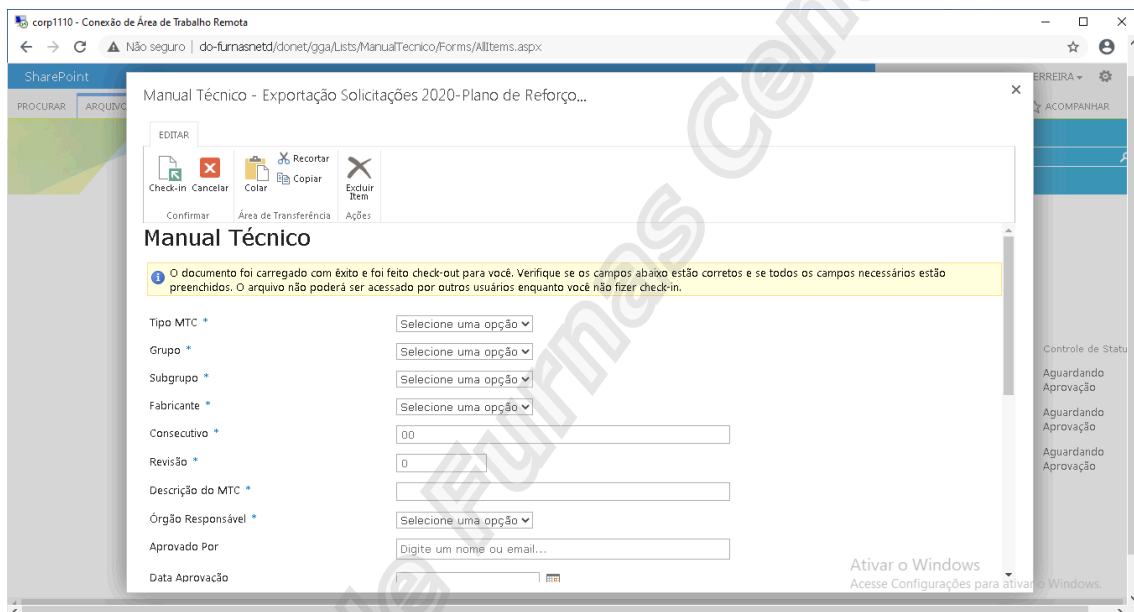 corp1110 - Conexão de Área de Trabalho Remota
Não seguro | do-furnasnetd/donet/gga/Lists/ManualTecnico/Forms/AllItems.aspx
SharePoint
ERREIRA
PROCURAR
ARQUIVO
ACOMPANHAR
Manual Técnico - Exportação Solicitações 2020-Plano de Reforço...
EDITAR
Check-in
Cancelar
Colar
Recortar
Copiar
Excluir
Item
Confirmar
Área de Transferência
Ações
Manual Técnico
O documento foi carregado com êxito e foi feito check-out para você. Verifique se os campos abaixo estão corretos e se todos os campos necessários estão
preenchidos. O arquivo não poderá ser acessado por outros usuários enquanto você não fizer check-in.
Tipo MTC * Selecione uma opção
Grupo * Selecione uma opção
Subgrupo * Selecione uma opção
Fabricante * Selecione uma opção
Consecutivo * 00
Revisão * 0
Descrição do MTC *
Órgão Responsável * Selecione uma opção
Aprovado Por Digite um nome ou email...
Data Aprovação
Controle de Statu
Aguardando
Aprovação
Aguardando
Aprovação
Aguardando
Aprovação
Ativar o Windows
Acesse Configurações para ativar o Windows.
de Furnas Cen